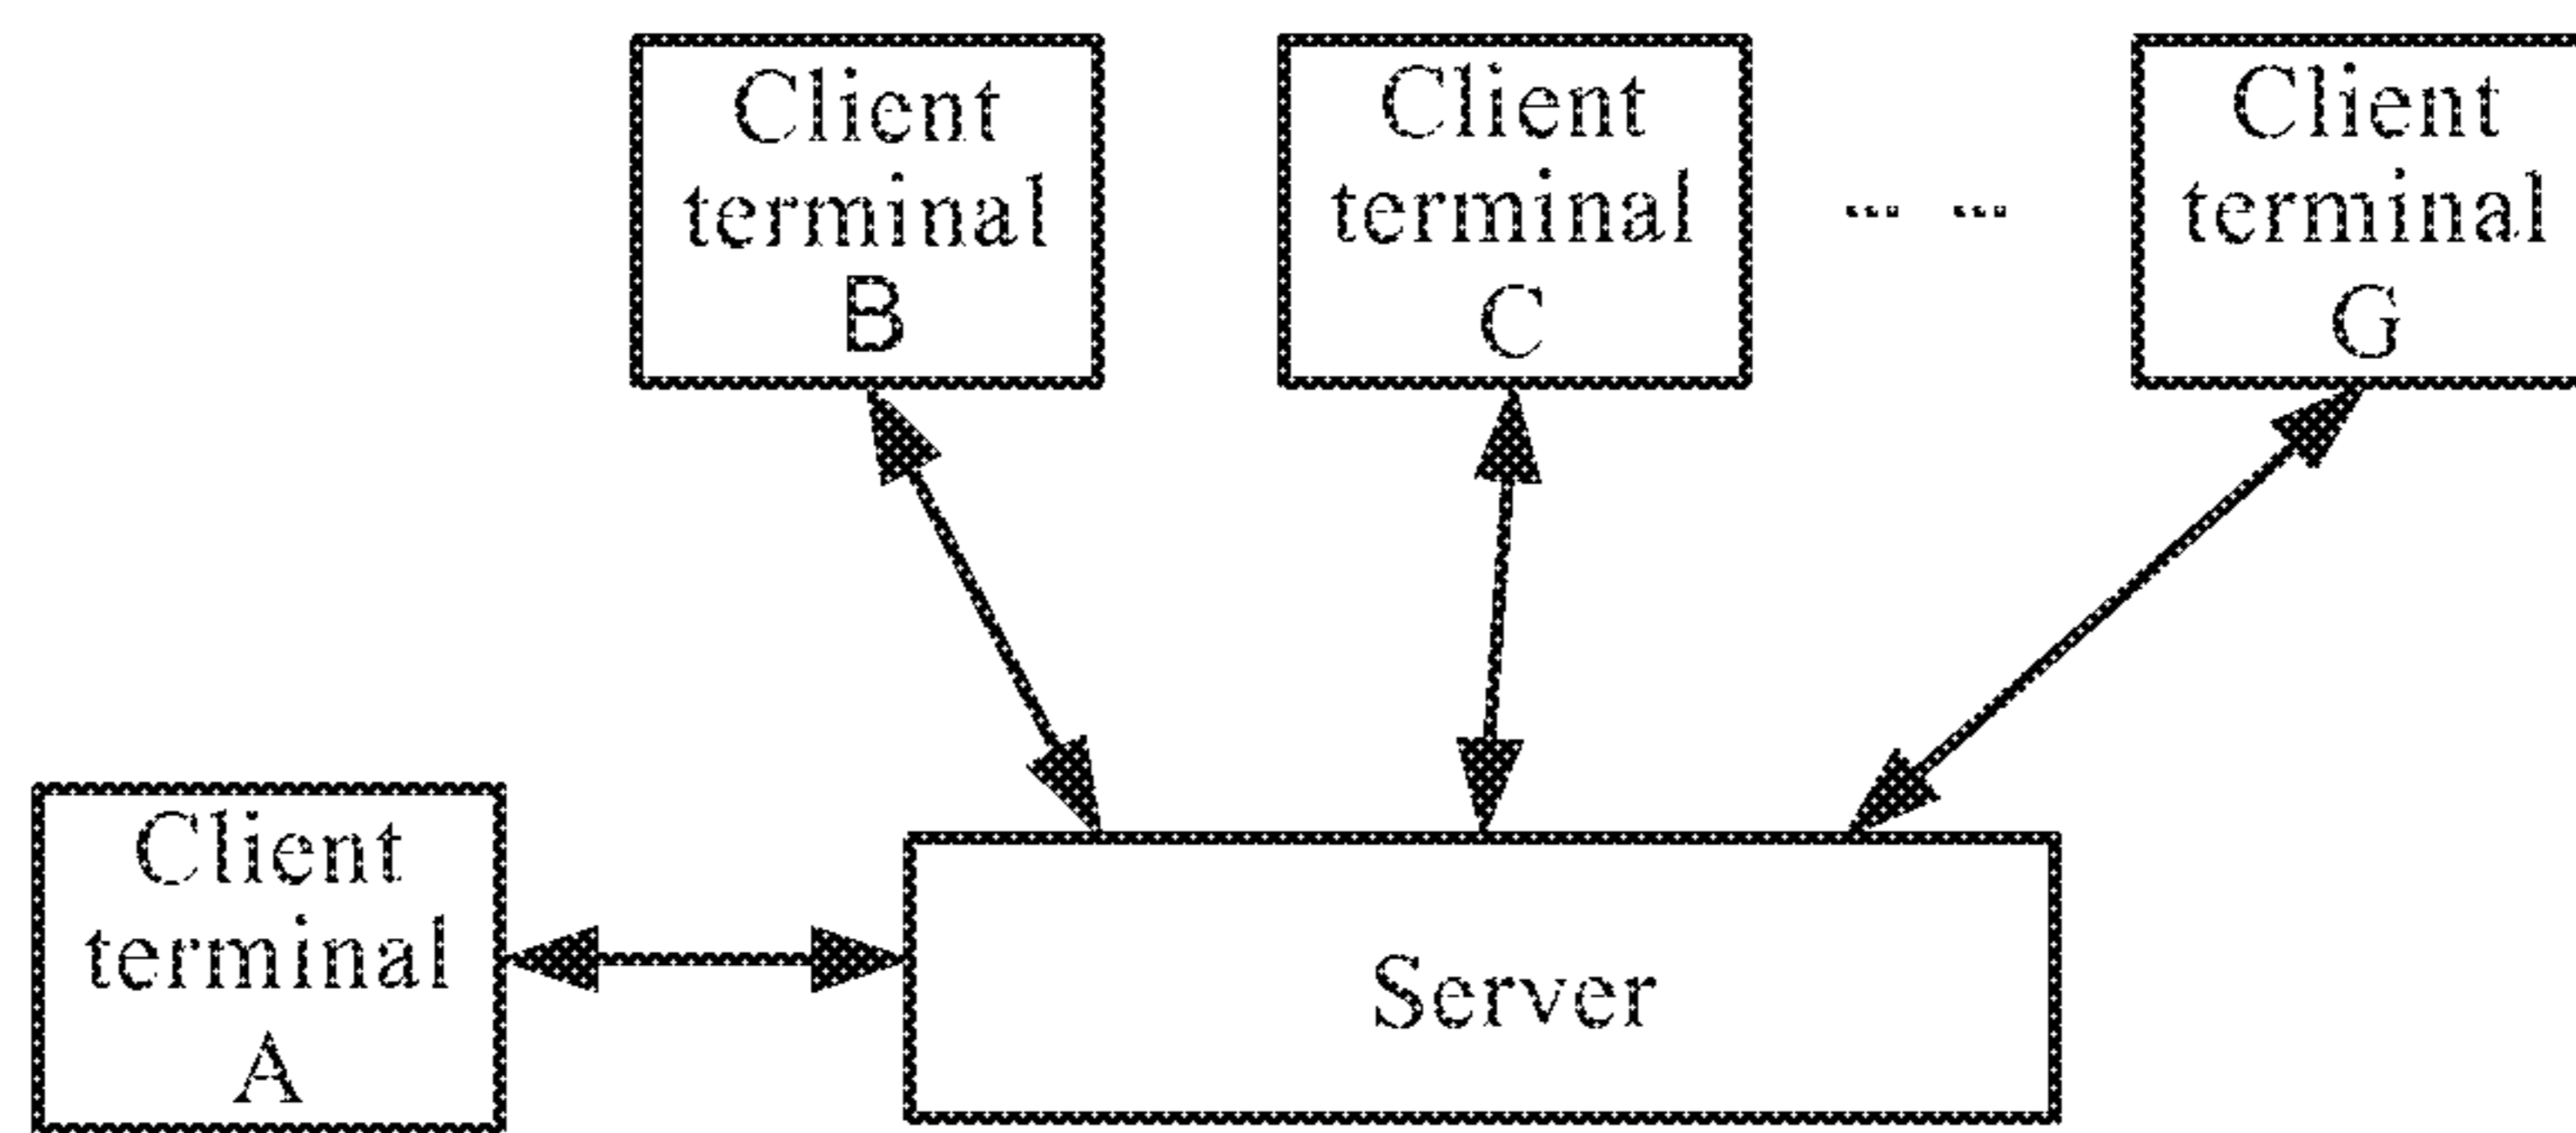 Client
terminal
B
Client
terminal
C
... ...
Client
terminal
G
Client
terminal
A
Server